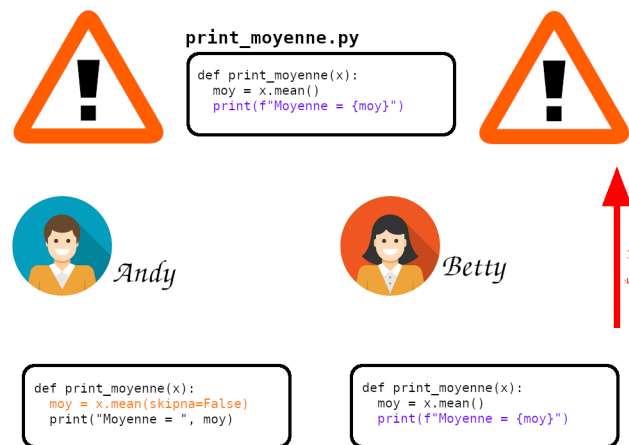 print_moyenne.py
def print_moyenne(x):
  moy = x.mean()
  print(f"Moyenne = {moy}")
Andy
Betty
def print_moyenne(x):
  moy = x.mean(skipna=False)
  print("Moyenne = ", moy)
def print_moyenne(x):
  moy = x.mean()
  print(f"Moyenne = {moy}")